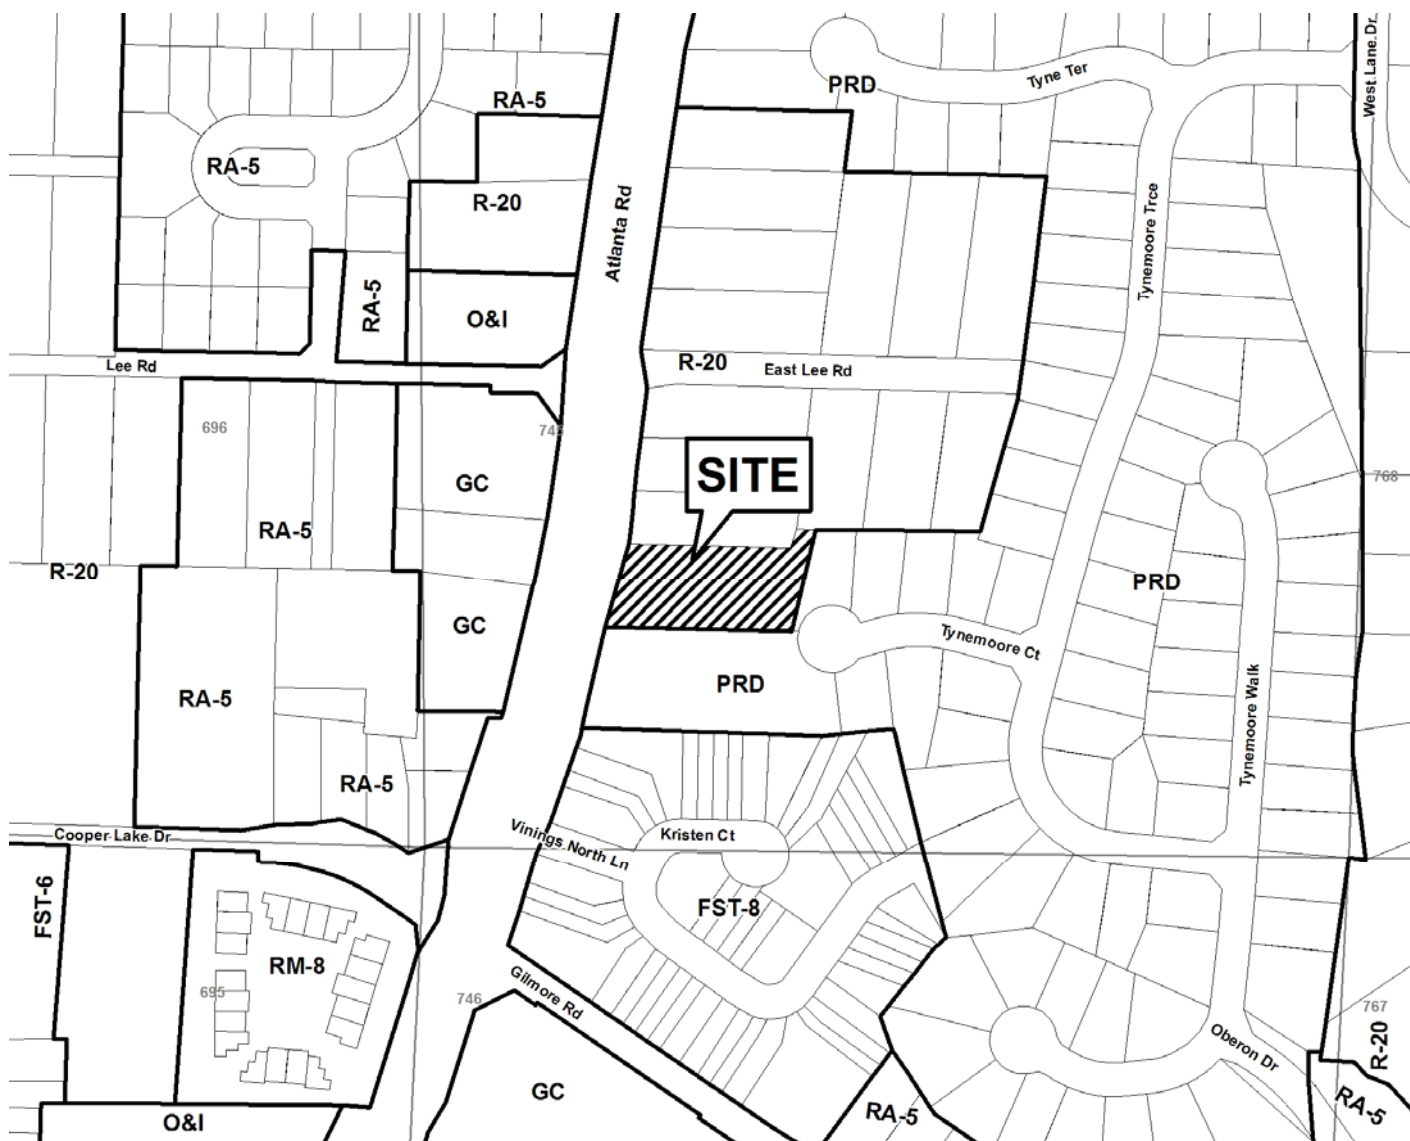 West Lane Dr
Tyne Ter
PRD
RA-5
RA-5
R-20
Atlanta Rd
Tynemoore Trce
RA-5
O&I
Lee Rd
R-20
East Lee Rd
696
745
GC
SITE
768
RA-5
R-20
PRD
GC
Tynemoore Ct
RA-5
PRD
Tynemoore Walk
RA-5
Cooper Lake Dr
Vinings North Ln
Kristen Ct
FST-6
FST-8
RM-8
695
746
Gilmore Rd
767
R-20
Oberon Dr
GC
RA-5
RA-5
O&I